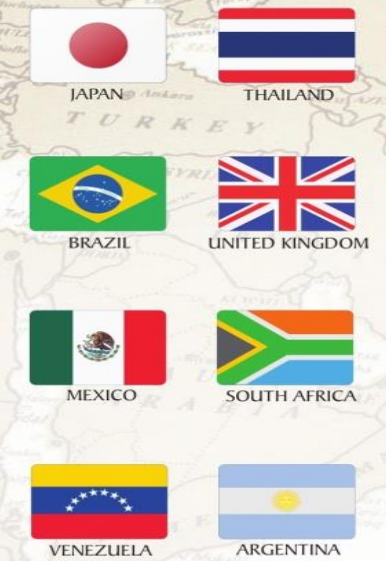 JAPAN
THAILAND
Ankara
TURKEY
BRAZIL
UNITED KINGDOM
MEXICO
SOUTH AFRICA
VENEZUELA
ARGENTINA